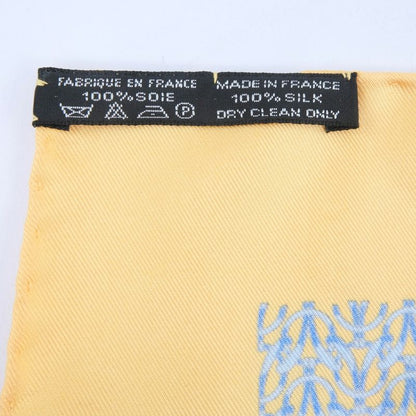 FABRIQUE EN FRANCE
100% SOIE
P
MADE IN FRANCE
100% SILK
DRY CLEAN ONLY